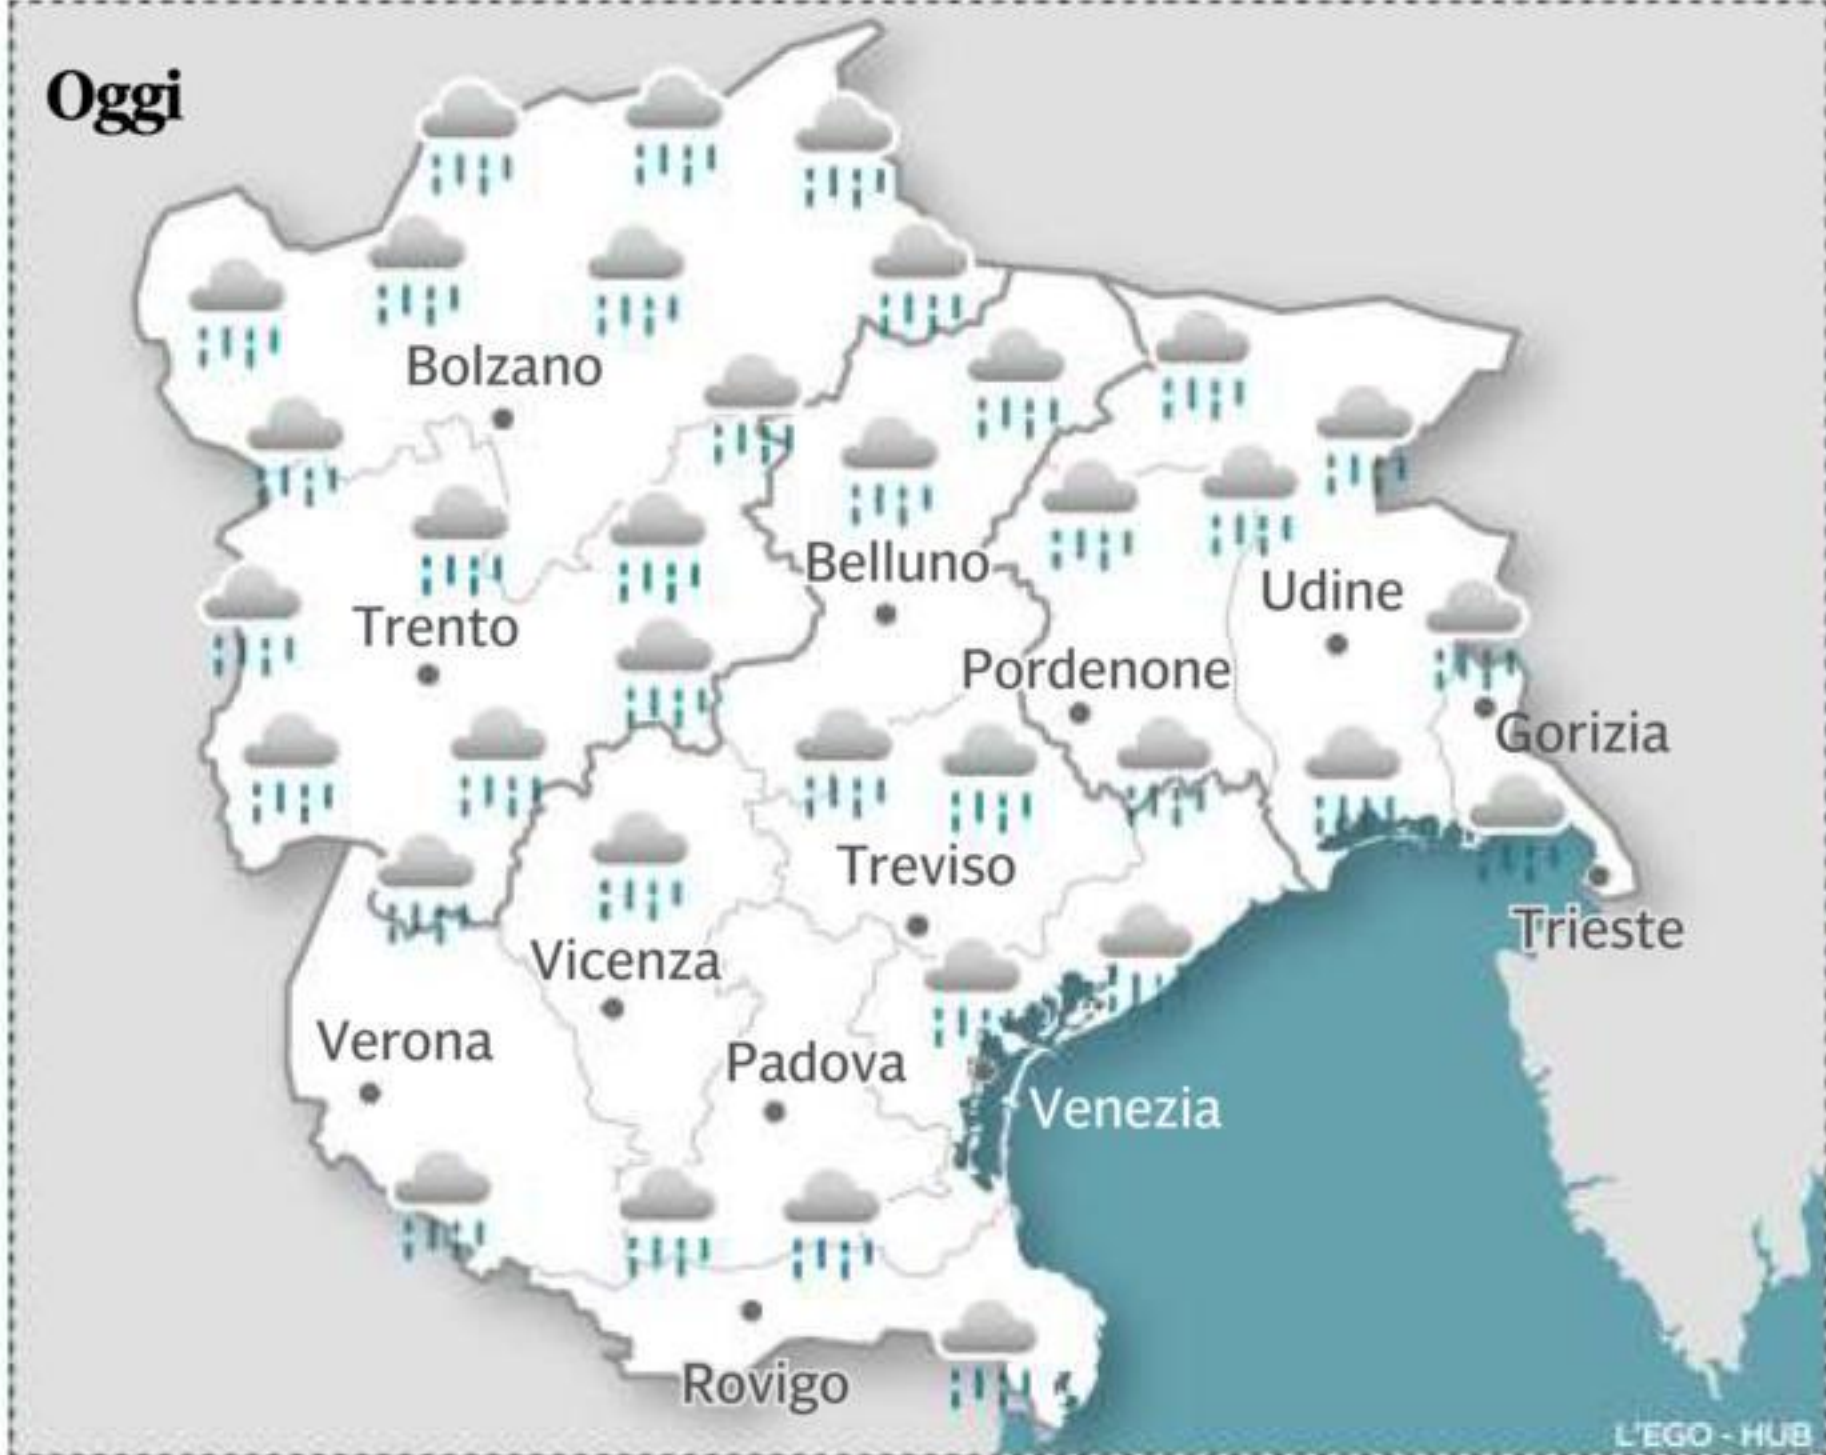 Oggi
Bolzano
Belluno
Udine
Trento
Pordenone
Gorizia
Treviso
Trieste
Vicenza
Verona
Padova
Venezia
Rovigo
L'EGO - HUB